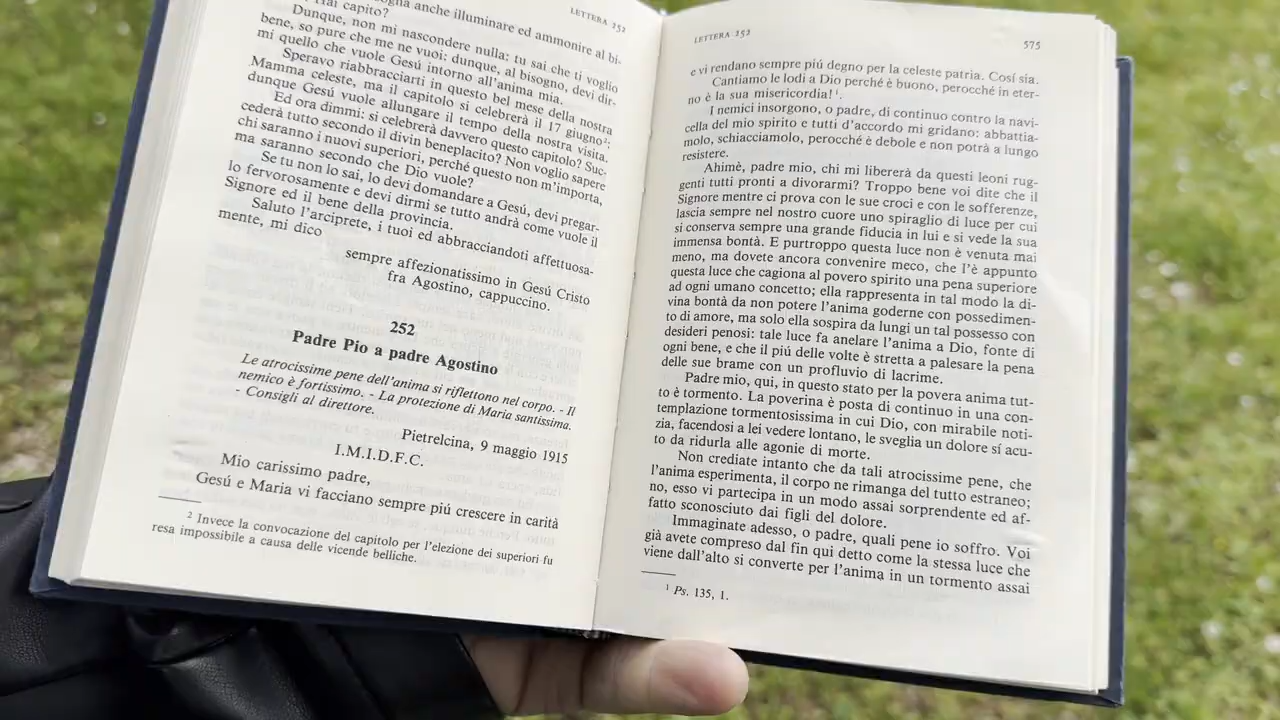 LETTERA 252
anche illuminare ed ammonire al bi-
Hai capito?
Dunque, non mi nascondere nulla; tu sai che ti voglio
bene, so pure che me ne vuoi: dunque, al bisogno, devi dir-
mi quello che vuole Gesú intorno all'anima mia.
Speravo riabbracciarti in questo bel mese della nostra
Mamma celeste, ma il capitolo si celebrerà il 17 giugno²;
dunque Gesú vuole allungare il tempo della nostra visita.
Ed ora dimmi: si celebrerà davvero questo capitolo? Suc-
cederà tutto secondo il divin beneplacito? Non voglio sapere
chi saranno i nuovi superiori, perché questo non m'importa,
ma saranno secondo che Dio vuole?
Se tu non lo sai, lo devi domandare a Gesú, devi pregar-
lo fervorosamente e devi dirmi se tutto andrà come vuole il
Signore ed il bene della provincia.
Saluto l'arciprete, i tuoi ed abbracciandoti affettuosa-
mente, mi dico
sempre affezionatissimo in Gesú Cristo
fra Agostino, cappuccino.
252
Padre Pio a padre Agostino
Le atrocissime pene dell'anima si riflettono nel corpo. - Il
nemico è fortissimo. - La protezione di Maria santissima.
- Consigli al direttore.
Pietrelcina, 9 maggio 1915
I.M.I.D.F.C.
Mio carissimo padre,
Gesú e Maria vi facciano sempre piú crescere in carità
² Invece la convocazione del capitolo per l'elezione dei superiori fu
resa impossibile a causa delle vicende belliche.
LETTERA 252
575
e vi rendano sempre piú degno per la celeste patria. Cosí sia.
Cantiamo le lodi a Dio perché è buono, perocché in eter-
no è la sua misericordia!¹.
I nemici insorgono, o padre, di continuo contro la navi-
cella del mio spirito e tutti d'accordo mi gridano: abbattia-
molo, schiacciamolo, perocché è debole e non potrà a lungo
resistere.
Ahimè, padre mio, chi mi libererà da questi leoni rug-
genti tutti pronti a divorarmi? Troppo bene voi dite che il
Signore mentre ci prova con le sue croci e con le sofferenze,
lascia sempre nel nostro cuore uno spiraglio di luce per cui
si conserva sempre una grande fiducia in lui e si vede la sua
immensa bontà. E purtroppo questa luce non è venuta mai
meno, ma dovete ancora convenire meco, che l'è appunto
questa luce che cagiona al povero spirito una pena superiore
ad ogni umano concetto; ella rappresenta in tal modo la di-
vina bontà da non potere l'anima goderne con possedimen-
to di amore, ma solo ella sospira da lungi un tal possesso con
desideri penosi: tale luce fa anelare l'anima a Dio, fonte di
ogni bene, e che il piú delle volte è stretta a palesare la pena
delle sue brame con un profluvio di lacrime.
Padre mio, qui, in questo stato per la povera anima tut-
to è tormento. La poverina è posta di continuo in una con-
templazione tormentosissima in cui Dio, con mirabile noti-
zia, facendosi a lei vedere lontano, le sveglia un dolore sí acu-
to da ridurla alle agonie di morte.
Non crediate intanto che da tali atrocissime pene, che
l'anima esperimenta, il corpo ne rimanga del tutto estraneo;
no, esso vi partecipa in un modo assai sorprendente ed af-
fatto sconosciuto dai figli del dolore.
Immaginate adesso, o padre, quali pene io soffro. Voi
già avete compreso dal fin qui detto come la stessa luce che
viene dall'alto si converte per l'anima in un tormento assai
¹ Ps. 135, 1.